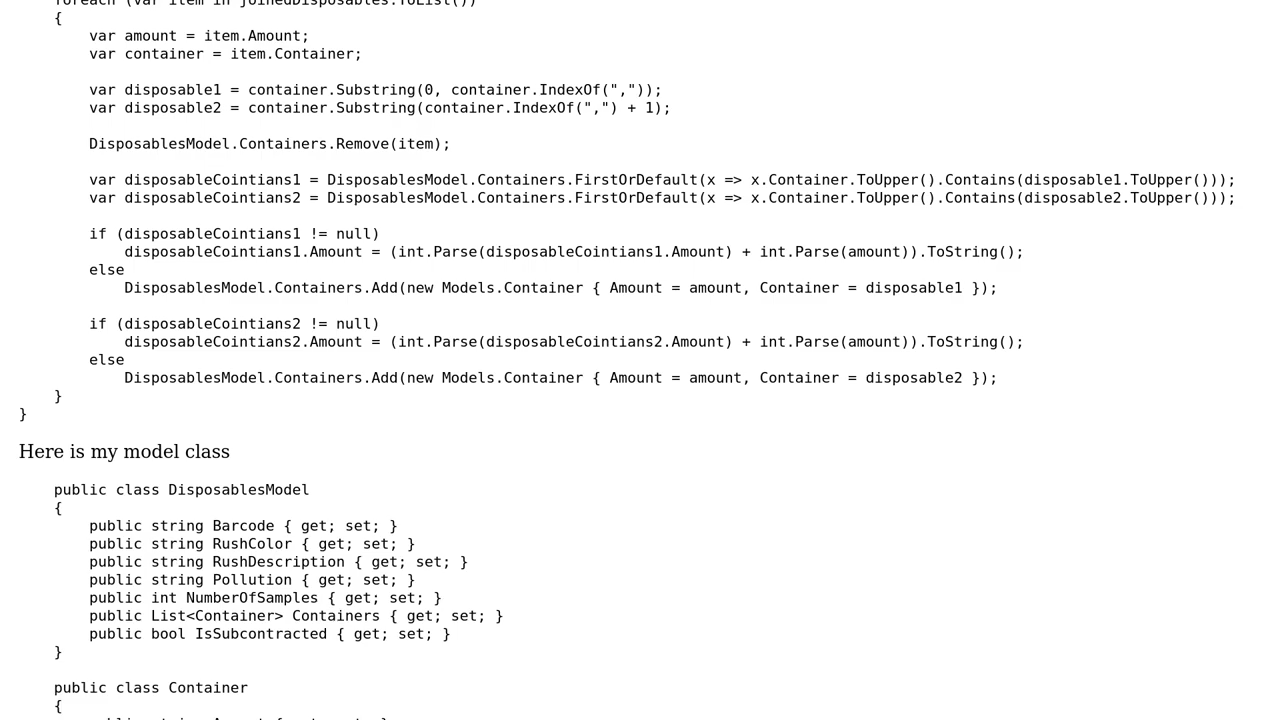 foreach (var item in joinedDisposables.ToList())
{
var amount = item.Amount;
var container = item.Container;
var disposable1 = container.Substring(0, container.IndexOf(","));
var disposable2 = container.Substring(container.IndexOf(",") + 1);
DisposablesModel.Containers.Remove(item);
var disposableCointians1 = DisposablesModel.Containers.FirstOrDefault(x => x.Container.ToUpper().Contains(disposable1.ToUpper()));
var disposableCointians2 = DisposablesModel.Containers.FirstOrDefault(x => x.Container.ToUpper().Contains(disposable2.ToUpper()));
if (disposableCointians1 != null)
disposableCointians1.Amount = (int.Parse(disposableCointians1.Amount) + int.Parse(amount)).ToString();
else
DisposablesModel.Containers.Add(new Models.Container { Amount = amount, Container = disposable1 });
if (disposableCointians2 != null)
disposableCointians2.Amount = (int.Parse(disposableCointians2.Amount) + int.Parse(amount)).ToString();
else
DisposablesModel.Containers.Add(new Models.Container { Amount = amount, Container = disposable2 });
}
}
Here is my model class
public class DisposablesModel
{
public string Barcode { get; set; }
public string RushColor { get; set; }
public string RushDescription { get; set; }
public string Pollution { get; set; }
public int NumberOfSamples { get; set; }
public List<Container> Containers { get; set; }
public bool IsSubcontracted { get; set; }
}
public class Container
{